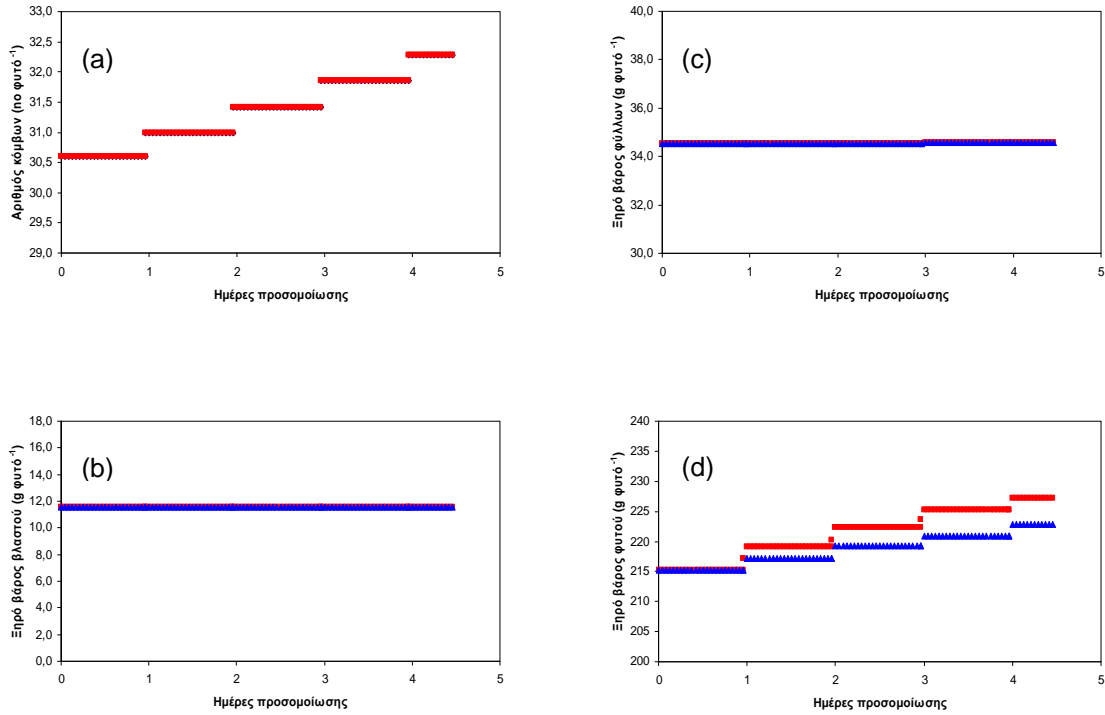 33,0
32,5
32,0
31,5
31,0
30,5
30,0
29,5
29,0
(a)
Αριθμός κόμβων (no φυτό -1)
0 1 2 3 4 5
Ημέρες προσομοίωσης
40,0
38,0
36,0
34,0
32,0
30,0
(c)
Ξηρό βάρος φύλλων (g φυτό -1)
0 1 2 3 4 5
Ημέρες προσομοίωσης
18,0
16,0
14,0
12,0
10,0
8,0
6,0
4,0
2,0
0,0
(b)
Ξηρό βάρος βλαστού (g φυτό -1)
0 1 2 3 4 5
Ημέρες προσομοίωσης
240
235
230
225
220
215
210
205
200
(d)
Ξηρό βάρος φυτού (g φυτό -1)
0 1 2 3 4 5
Ημέρες προσομοίωσης